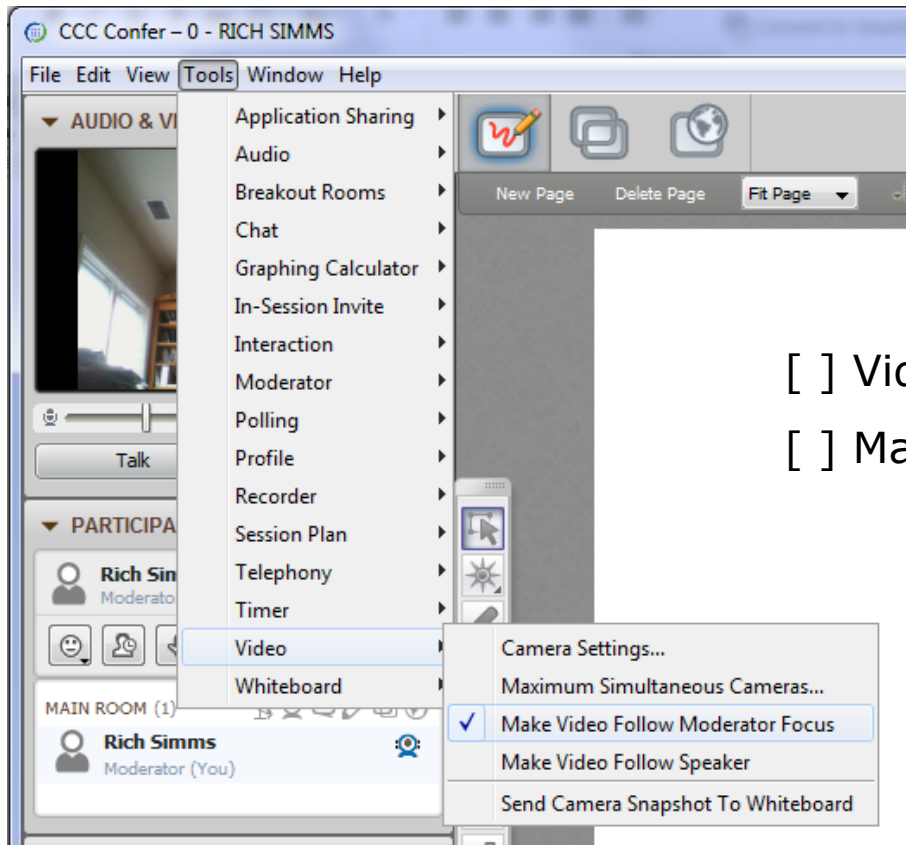 CCC Confer – 0 - RICH SIMMS
File Edit View Tools Window Help
AUDIO & VI
Application Sharing
Audio
Breakout Rooms
Chat
Graphing Calculator
In-Session Invite
Interaction
Moderator
Polling
Profile
Recorder
Session Plan
Telephony
Timer
Video
Whiteboard
New Page Delete Page Fit Page
[ ] Vid
[ ] Ma
Talk
PARTICIPA
Rich Sim
Moderato
MAIN ROOM (1)
Rich Simms
Moderator (You)
Camera Settings...
Maximum Simultaneous Cameras...
✓ Make Video Follow Moderator Focus
Make Video Follow Speaker
Send Camera Snapshot To Whiteboard